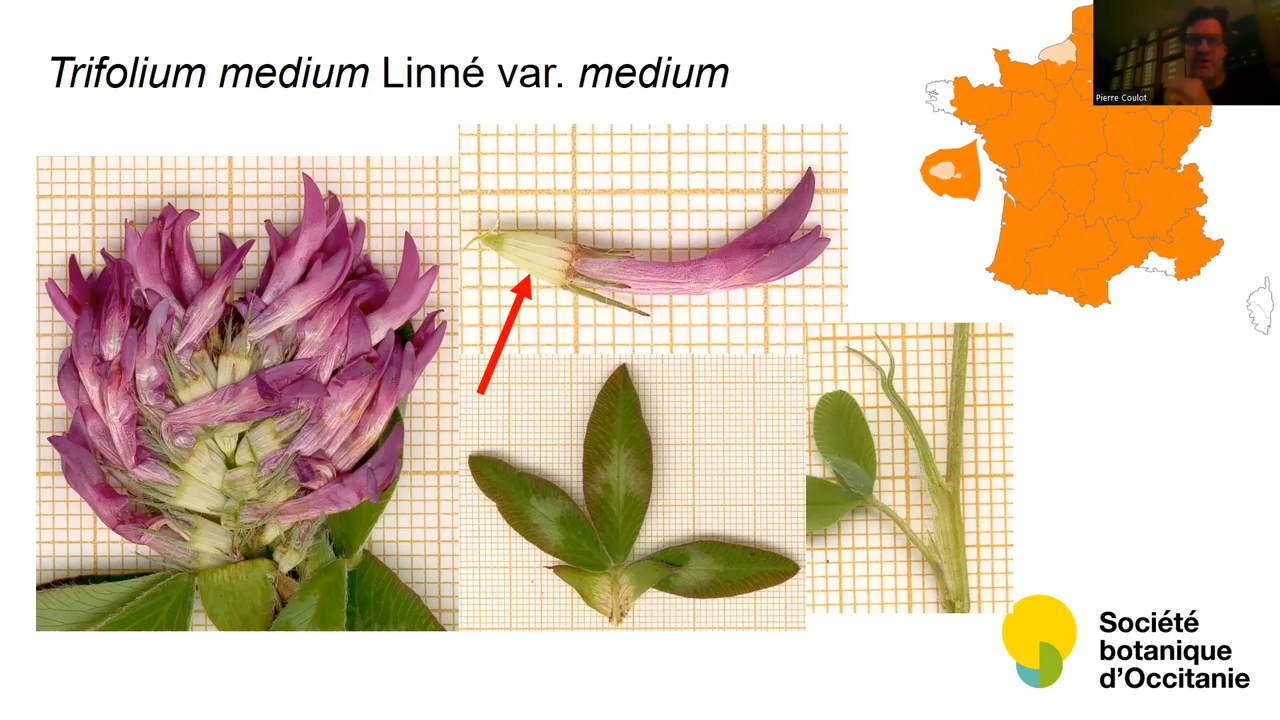 Trifolium medium Linné var. medium
Pierre Coulot
Société
botanique
d'Occitanie